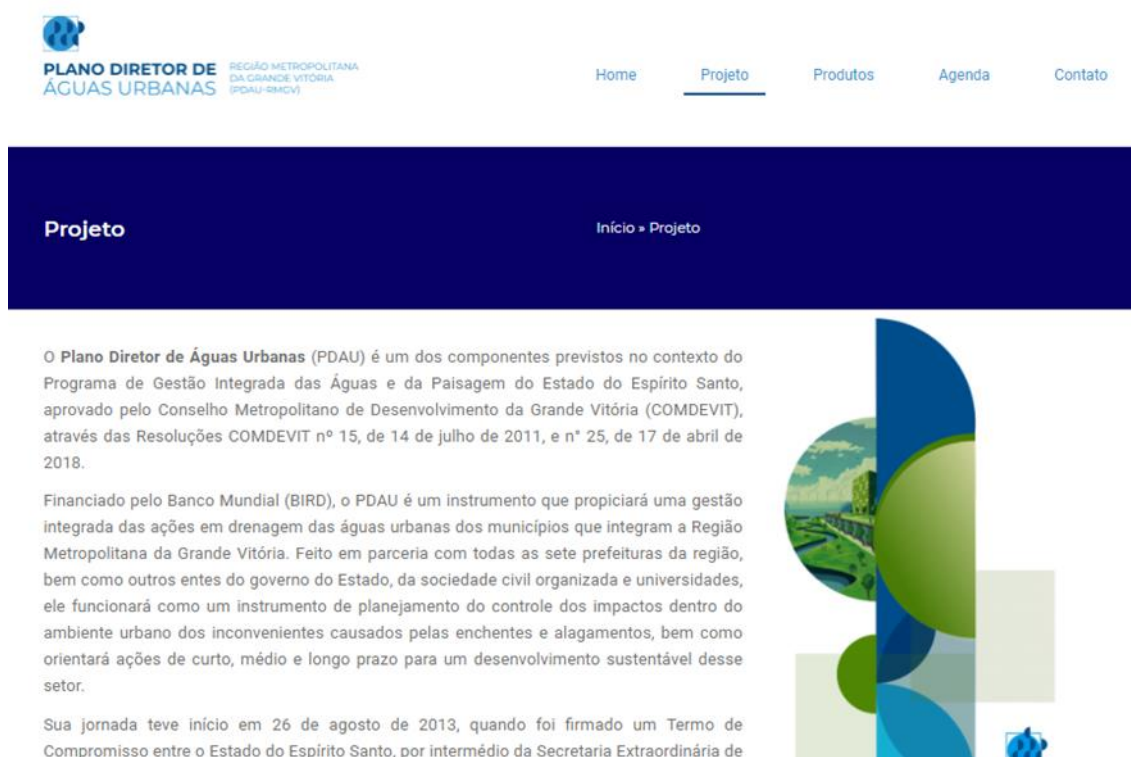 PLANO DIRETOR DE
ÁGUAS URBANAS
REGIÃO METROPOLITANA
DA GRANDE VITÓRIA
(PDAU-RMGV)
Home Projeto Produtos Agenda Contato
Projeto
Início » Projeto
O Plano Diretor de Águas Urbanas (PDAU) é um dos componentes previstos no contexto do
Programa de Gestão Integrada das Águas e da Paisagem do Estado do Espírito Santo,
aprovado pelo Conselho Metropolitano de Desenvolvimento da Grande Vitória (COMDEVIT),
através das Resoluções COMDEVIT nº 15, de 14 de julho de 2011, e n° 25, de 17 de abril de
2018.
Financiado pelo Banco Mundial (BIRD), o PDAU é um instrumento que propiciará uma gestão
integrada das ações em drenagem das águas urbanas dos municípios que integram a Região
Metropolitana da Grande Vitória. Feito em parceria com todas as sete prefeituras da região,
bem como outros entes do governo do Estado, da sociedade civil organizada e universidades,
ele funcionará como um instrumento de planejamento do controle dos impactos dentro do
ambiente urbano dos inconvenientes causados pelas enchentes e alagamentos, bem como
orientará ações de curto, médio e longo prazo para um desenvolvimento sustentável desse
setor.
Sua jornada teve início em 26 de agosto de 2013, quando foi firmado um Termo de
Compromisso entre o Estado do Espírito Santo, por intermédio da Secretaria Extraordinária de